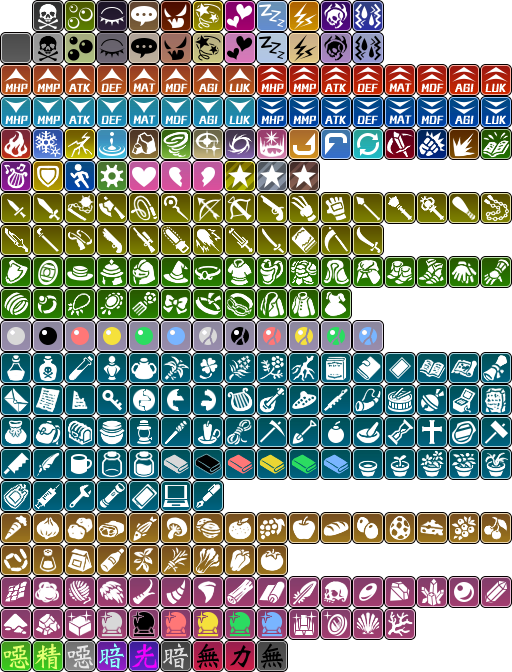 MHP MMP ATK DEF MAT MDF AGI LUK MHP MMP ATK DEF MAT MDF AGI LUK
MHP MMP ATK DEF MAT MDF AGI LUK MHP MMP ATK DEF MAT MDF AGI LUK
噁 精 噁 暗 光 暗 無 力 無